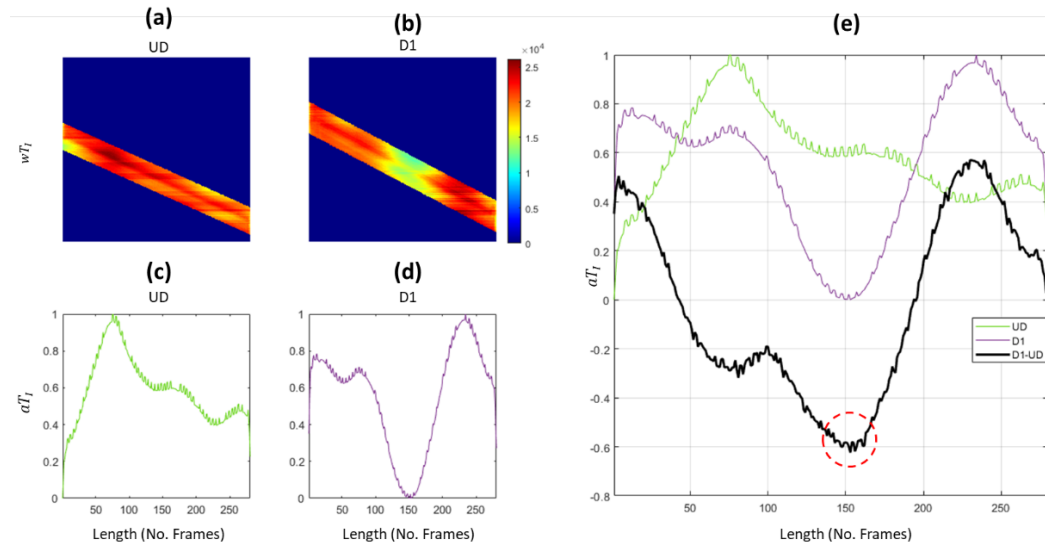 (a)
UD
(b)
D1
(e)
×10⁴
2.5
2
1.5
1
0.5
0
wT_I
(c)
UD
(d)
D1
1
0.8
0.6
0.4
0.2
0
aT_I
50 100 150 200 250
Length (No. Frames)
1
0.8
0.6
0.4
0.2
0
50 100 150 200 250
Length (No. Frames)
1
0.8
0.6
0.4
0.2
0
-0.2
-0.4
-0.6
-0.8
aT_I
UD
D1
D1-UD
50 100 150 200 250
Length (No. Frames)